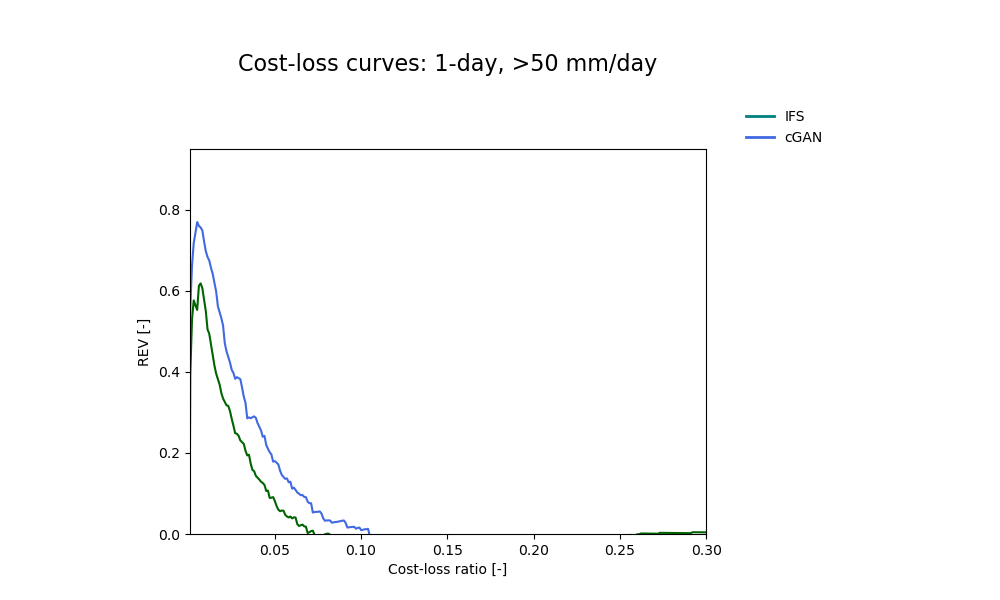 Cost-loss curves: 1-day, >50 mm/day
IFS
cGAN
0.8
0.6
0.4
0.2
0.0
REV [-]
0.05 0.10 0.15 0.20 0.25 0.30
Cost-loss ratio [-]